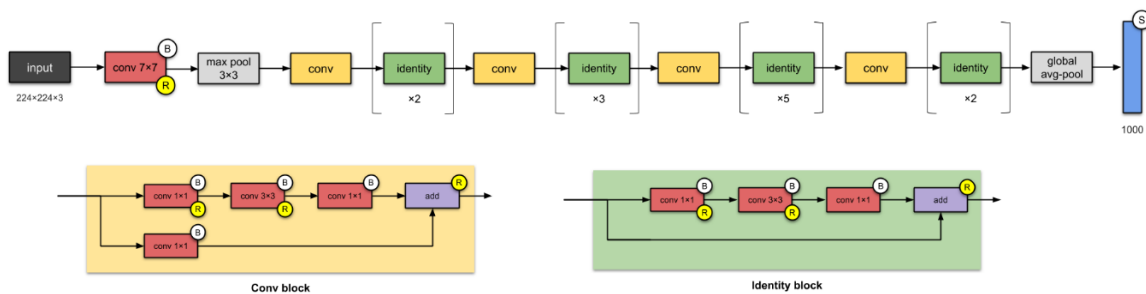 S
B
input
conv 7×7
max pool
3×3
conv
identity
conv
identity
conv
identity
conv
identity
global
avg-pool
R
224×224×3
×2
×3
×5
×2
1000
B
B
B
R
conv 1×1
conv 3×3
conv 1×1
add
R
R
B
conv 1×1
Conv block
B
B
B
R
conv 1×1
conv 3×3
conv 1×1
add
R
R
Identity block